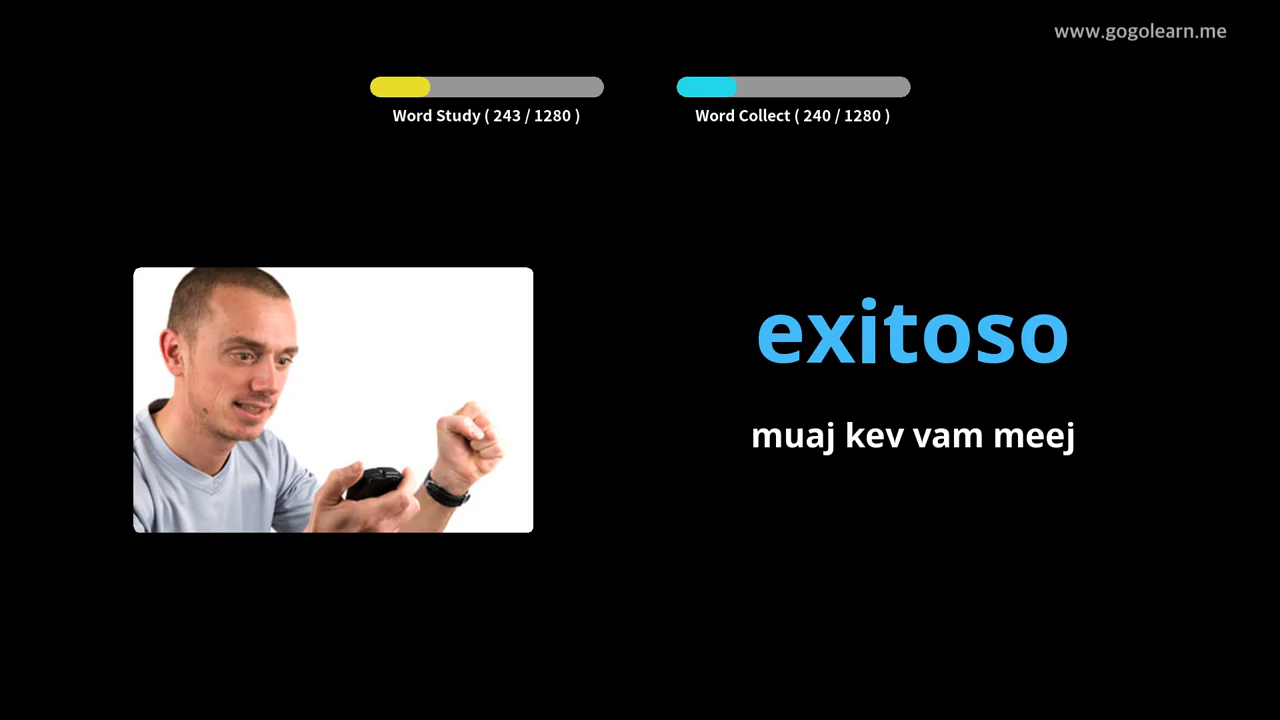 www.gogolearn.me
Word Study ( 243 / 1280 )
Word Collect ( 240 / 1280 )
exitoso
muaj kev vam meej